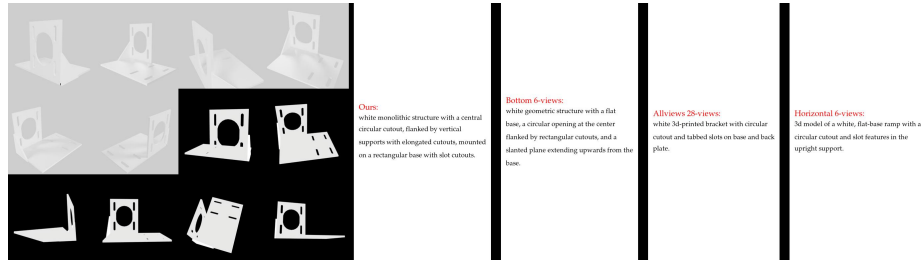 Ours:
white monolithic structure with a central
circular cutout, flanked by vertical
supports with elongated cutouts, mounted
on a rectangular base with slot cutouts.
Bottom 6-views:
white geometric structure with a flat
base, a circular opening at the center
flanked by rectangular cutouts, and a
slanted plane extending upwards from the
base.
Allviews 28-views:
white 3d-printed bracket with circular
cutout and tabbed slots on base and back
plate.
Horizontal 6-views:
3d model of a white, flat-base ramp with a
circular cutout and slot features in the
upright support.